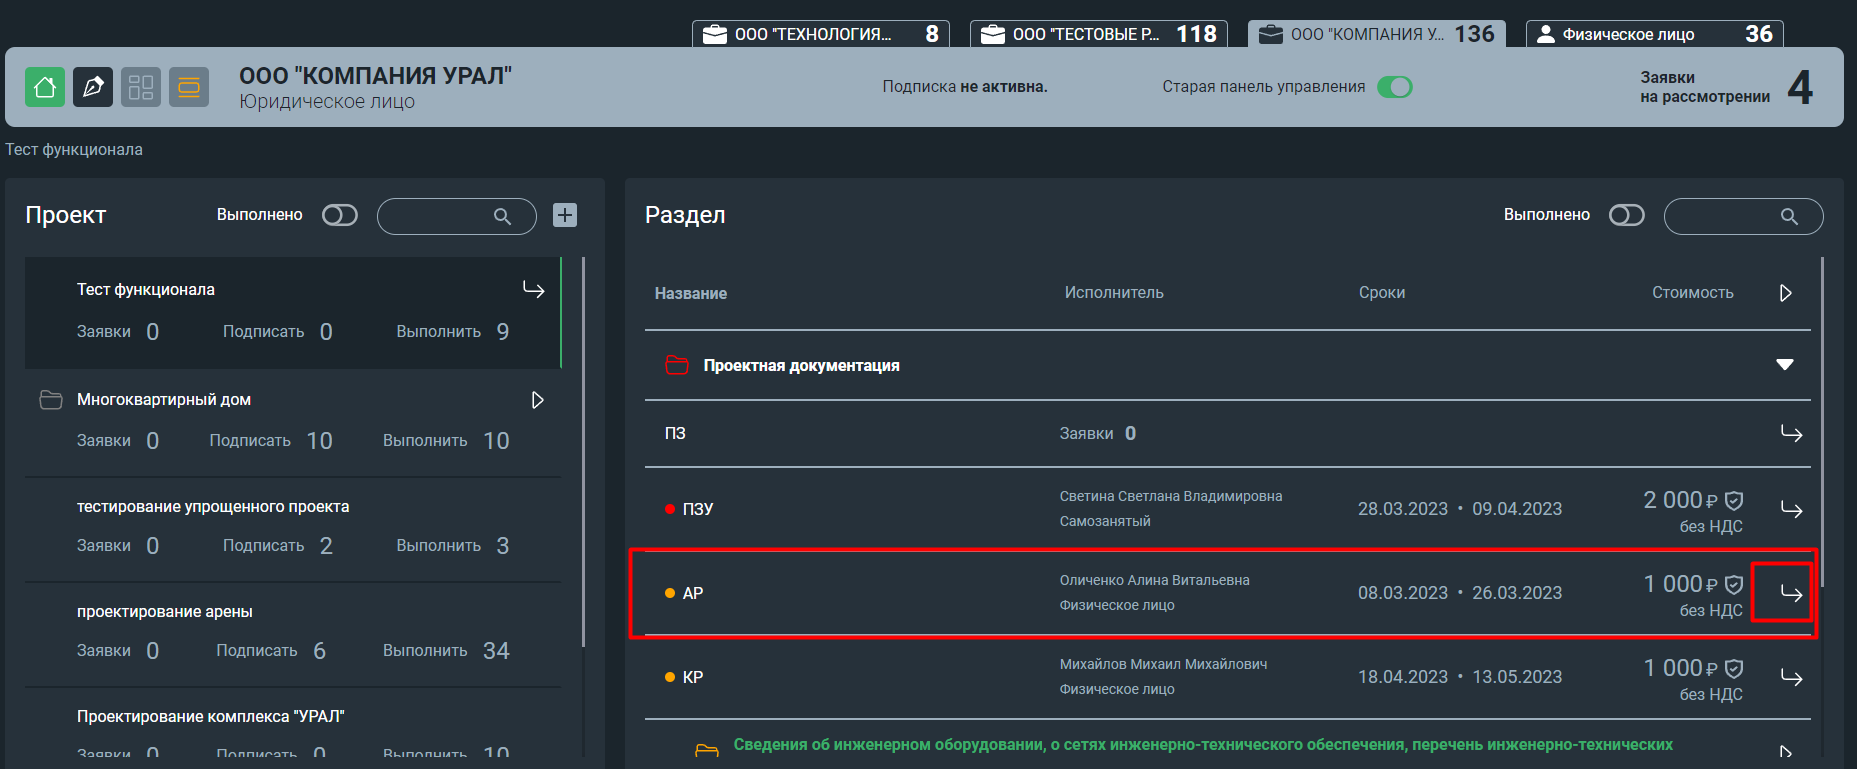 ООО "ТЕХНОЛОГИЯ... 8
ООО "ТЕСТОВЫЕ Р... 118
ООО "КОМПАНИЯ У... 136
Физическое лицо 36
ООО "КОМПАНИЯ УРАЛ"
Юридическое лицо
Подписка не активна.
Старая панель управления
Заявки
на рассмотрении
4
Тест функционала
Проект
Выполнено
Тест функционала
Заявки 0 Подписать 0 Выполнить 9
Многоквартирный дом
Заявки 0 Подписать 10 Выполнить 10
тестирование упрощенного проекта
Заявки 0 Подписать 2 Выполнить 3
проектирование арены
Заявки 0 Подписать 6 Выполнить 34
Проектирование комплекса "УРАЛ"
Заявки 0 Подписать 0 Выполнить 10
Раздел
Выполнено
Название Исполнитель Сроки Стоимость
Проектная документация
ПЗ Заявки 0
ПЗУ
Светина Светлана Владимировна
Самозанятый
28.03.2023 • 09.04.2023
2 000 ₽
без НДС
АР
Оличенко Алина Витальевна
Физическое лицо
08.03.2023 • 26.03.2023
1 000 ₽
без НДС
КР
Михайлов Михаил Михайлович
Физическое лицо
18.04.2023 • 13.05.2023
1 000 ₽
без НДС
Сведения об инженерном оборудовании, о сетях инженерно-технического обеспечения, перечень инженерно-технических